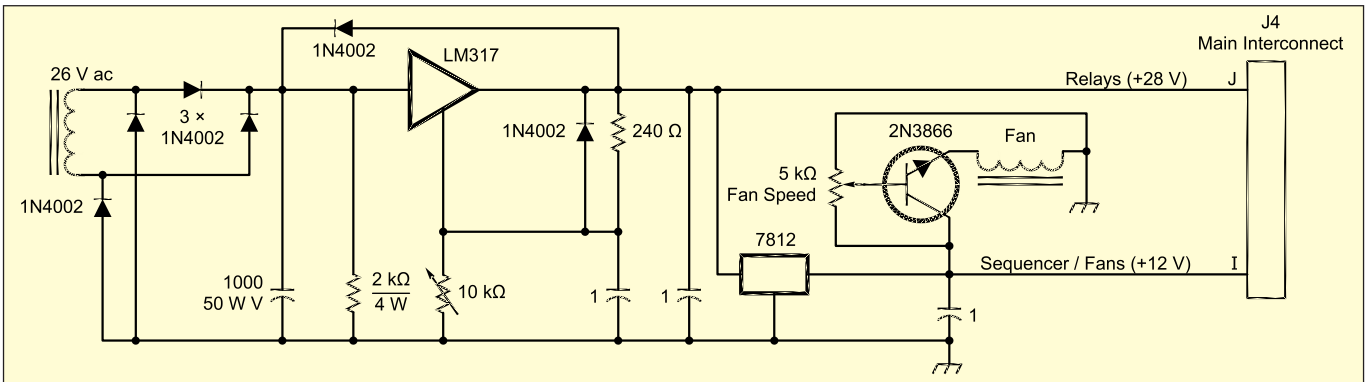 J4
Main Interconnect
1N4002
LM317
26 V ac
Relays (+28 V)
J
3 ×
1N4002
1N4002
240 Ω
2N3866
Fan
5 kΩ
Fan Speed
1N4002
7812
Sequencer / Fans (+12 V)
I
1000
50 W V
2 kΩ
4 W
10 kΩ
1
1
1